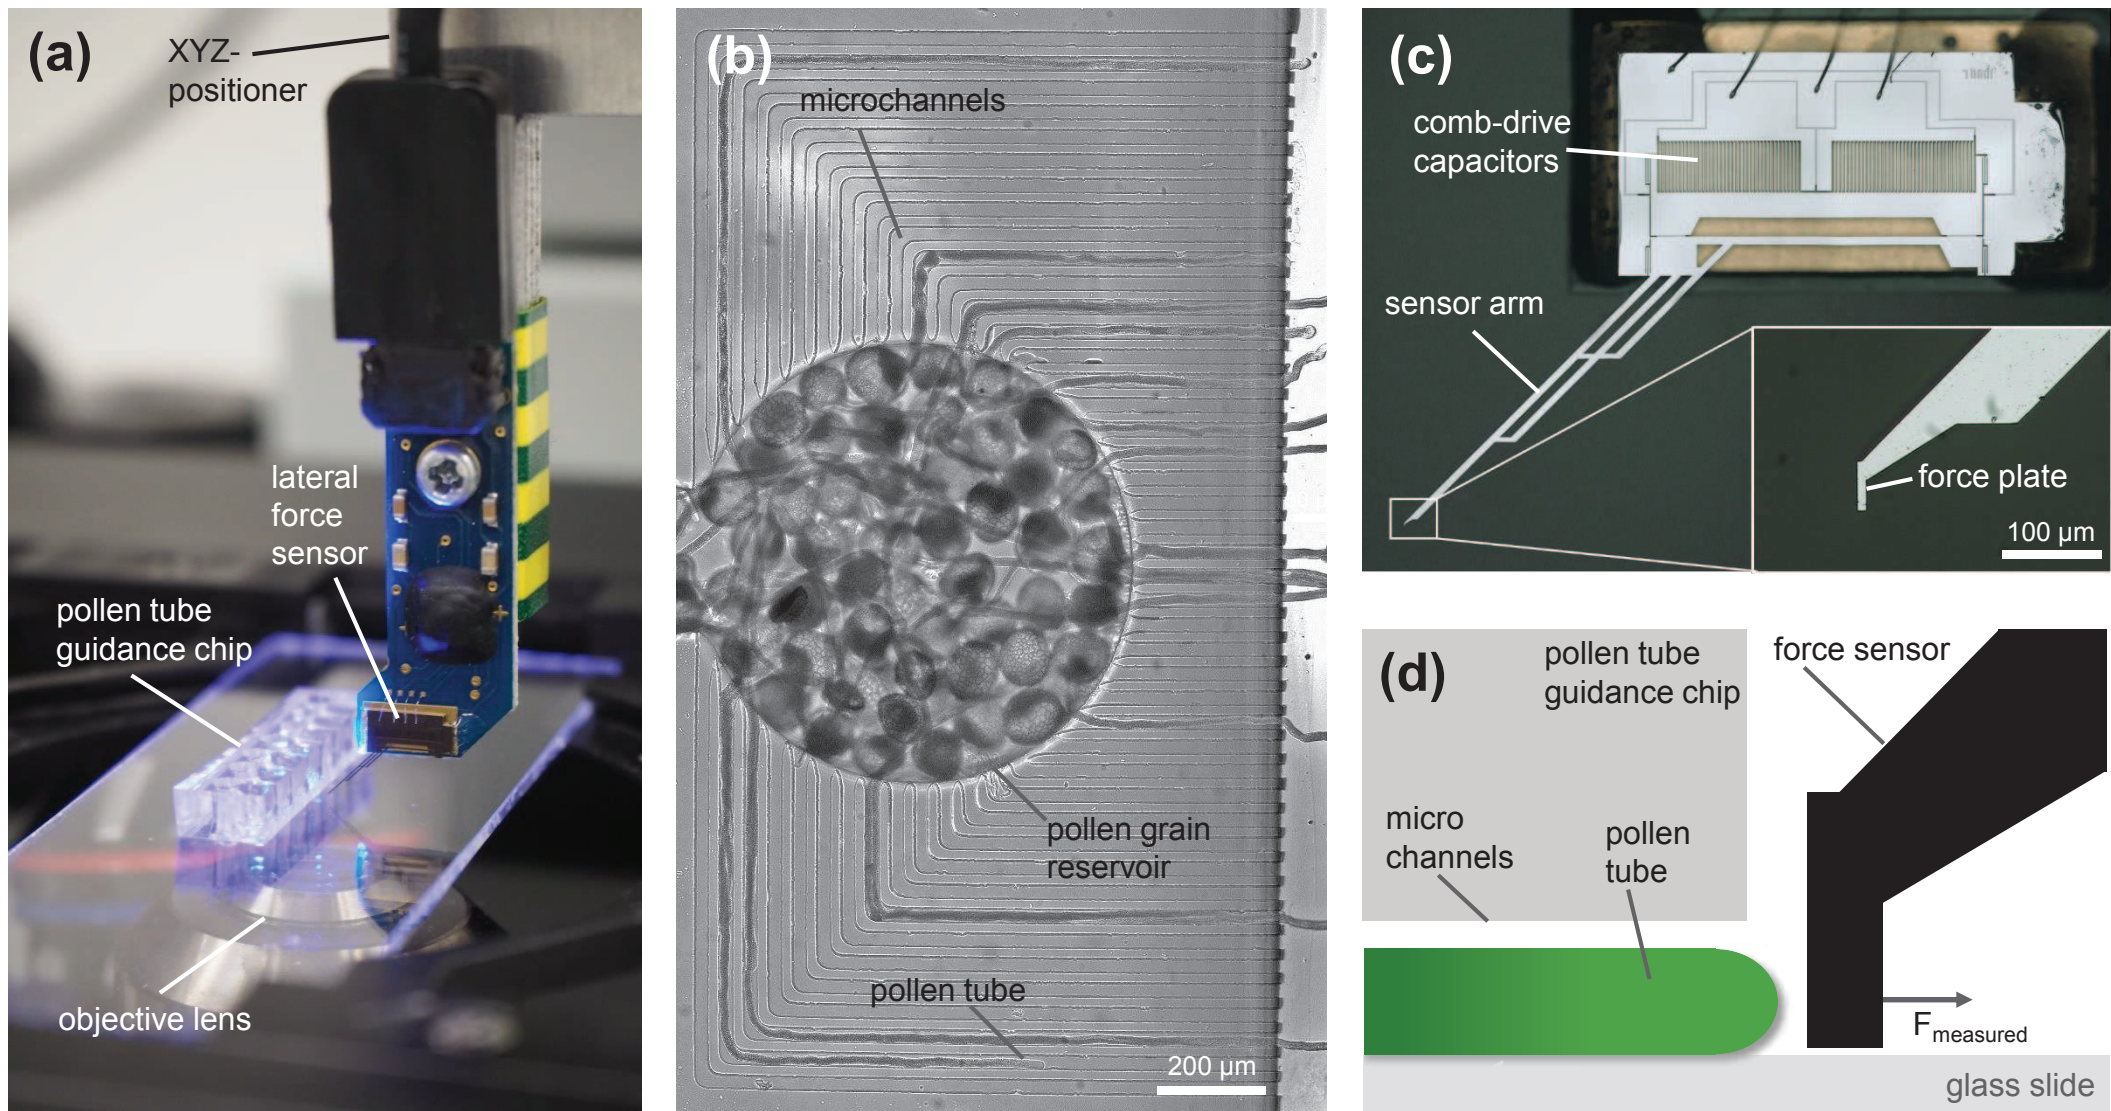 (a)
XYZ-
positioner
lateral
force
sensor
pollen tube
guidance chip
objective lens
(b)
microchannels
pollen grain
reservoir
pollen tube
200 µm
(c)
comb-drive
capacitors
sensor arm
force plate
100 µm
(d)
pollen tube
guidance chip
force sensor
micro
channels
pollen
tube
Fmeasured
glass slide